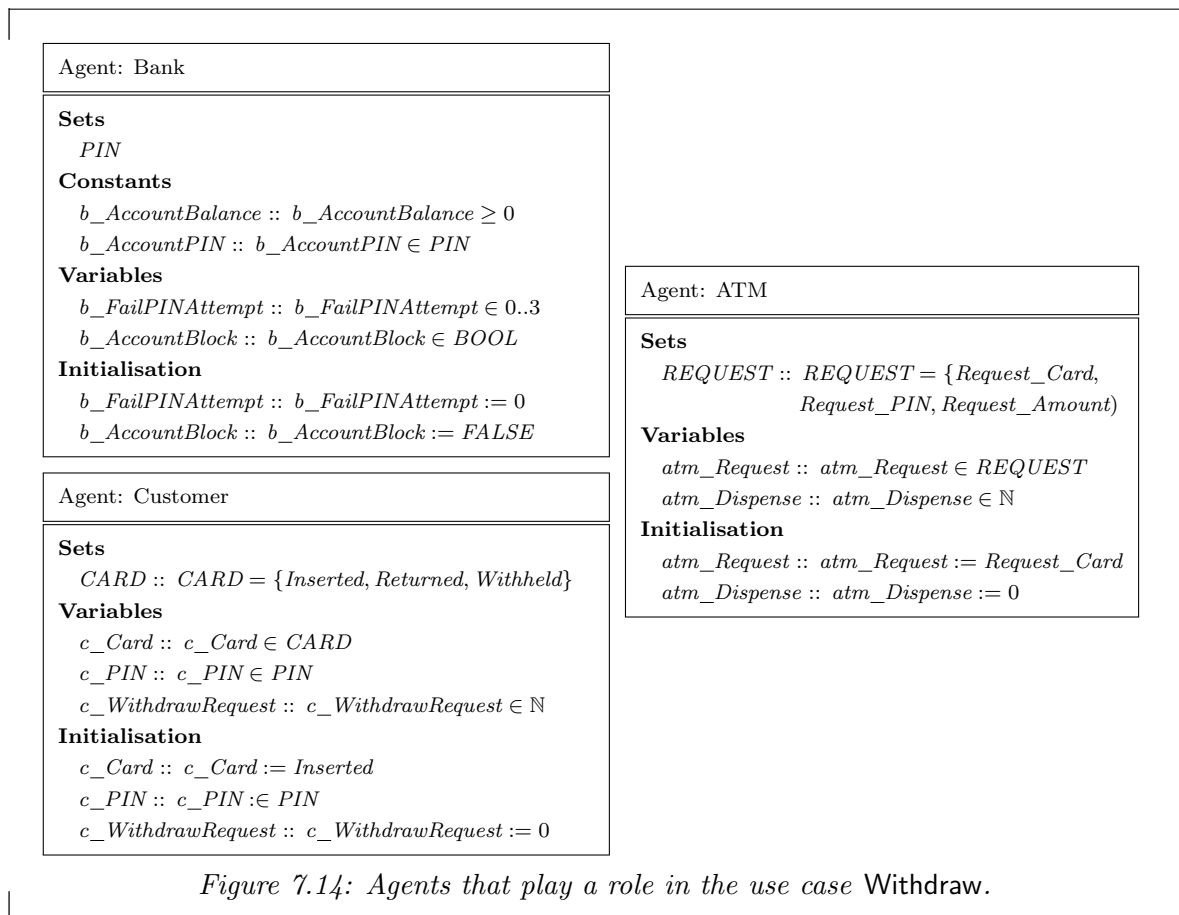 Agent: Bank
Sets
PIN
Constants
b_AccountBalance :: b_AccountBalance ≥ 0
b_AccountPIN :: b_AccountPIN ∈ PIN
Variables
b_FailPINAttempt :: b_FailPINAttempt ∈ 0..3
b_AccountBlock :: b_AccountBlock ∈ BOOL
Initialisation
b_FailPINAttempt :: b_FailPINAttempt := 0
b_AccountBlock :: b_AccountBlock := FALSE
Agent: Customer
Sets
CARD :: CARD = {Inserted, Returned, Withheld}
Variables
c_Card :: c_Card ∈ CARD
c_PIN :: c_PIN ∈ PIN
c_WithdrawRequest :: c_WithdrawRequest ∈ ℕ
Initialisation
c_Card :: c_Card := Inserted
c_PIN :: c_PIN :∈ PIN
c_WithdrawRequest :: c_WithdrawRequest := 0
Agent: ATM
Sets
REQUEST :: REQUEST = {Request_Card,
Request_PIN, Request_Amount)
Variables
atm_Request :: atm_Request ∈ REQUEST
atm_Dispense :: atm_Dispense ∈ ℕ
Initialisation
atm_Request :: atm_Request := Request_Card
atm_Dispense :: atm_Dispense := 0
Figure 7.14: Agents that play a role in the use case Withdraw.